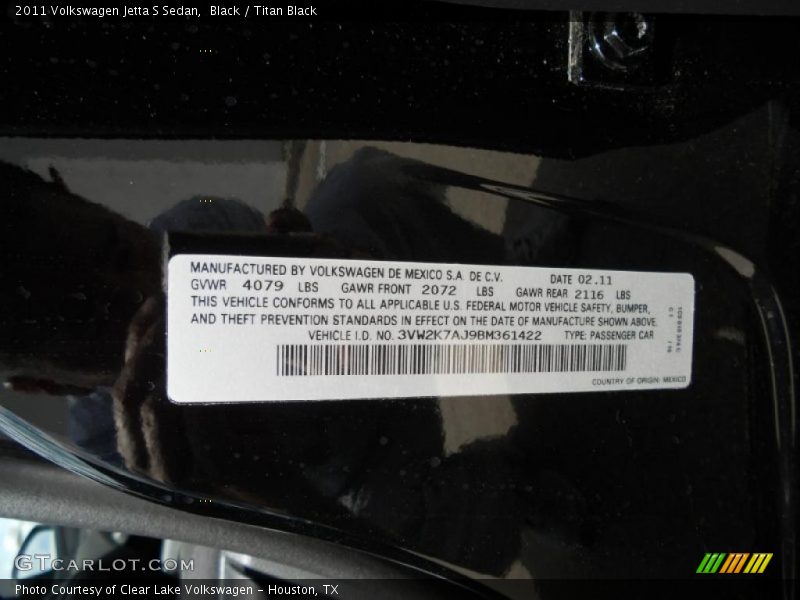 2011 Volkswagen Jetta S Sedan,  Black / Titan Black
MANUFACTURED BY VOLKSWAGEN DE MEXICO S.A. DE C.V. DATE 02.11
GVWR 4079 LBS GAWR FRONT 2072 LBS GAWR REAR 2116 LBS
THIS VEHICLE CONFORMS TO ALL APPLICABLE U.S. FEDERAL MOTOR VEHICLE SAFETY, BUMPER,
AND THEFT PREVENTION STANDARDS IN EFFECT ON THE DATE OF MANUFACTURE SHOWN ABOVE.
VEHICLE I.D. NO. 3VW2K7AJ9BM361422 TYPE: PASSENGER CAR
COUNTRY OF ORIGIN: MEXICO
GTCARLOT.COM
Photo Courtesy of Clear Lake Volkswagen - Houston, TX